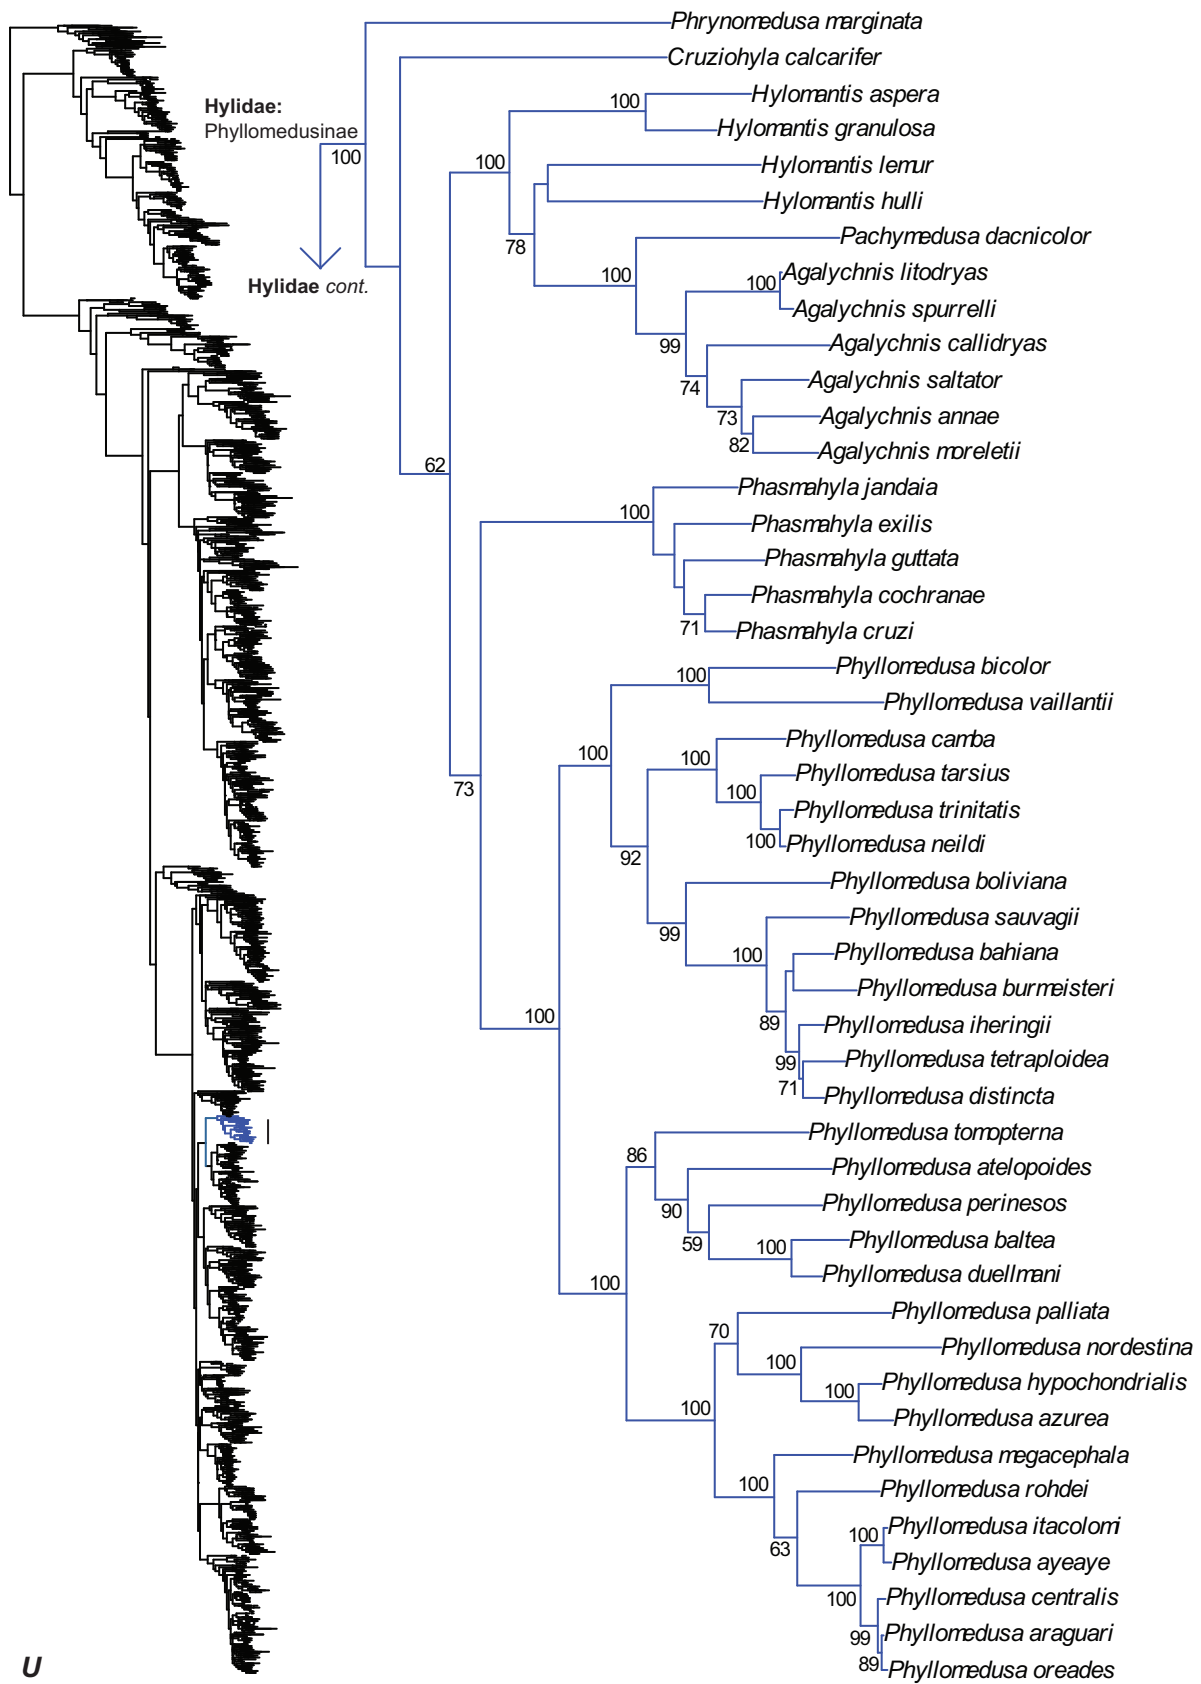 Phrynomedusa marginata
Cruziohyla calcarifer
Hylidae:
Phyllomedusinae
100
Hylidae cont.
100
Hylomantis aspera
Hylomantis granulosa
100
Hylomantis lemur
Hylomantis hulli
78
Pachymedusa dacnicolor
100
Agalychnis litodryas
100
Agalychnis spurrelli
99
Agalychnis callidryas
74
Agalychnis saltator
73
Agalychnis annae
82
Agalychnis moreletii
62
Phasmahyla jandaia
100
Phasmahyla exilis
Phasmahyla guttata
Phasmahyla cochranae
71
Phasmahyla cruzi
Phyllomedusa bicolor
100
Phyllomedusa vaillantii
Phyllomedusa camba
100
100
Phyllomedusa tarsius
73
100
Phyllomedusa trinitatis
100
Phyllomedusa neildi
92
Phyllomedusa boliviana
Phyllomedusa sauvagii
99
100
Phyllomedusa bahiana
Phyllomedusa burmeisteri
100
89
Phyllomedusa iheringii
99
Phyllomedusa tetraploidea
71
Phyllomedusa distincta
Phyllomedusa tomopterna
86
Phyllomedusa atelopoides
90
Phyllomedusa perinesos
59
Phyllomedusa baltea
100
Phyllomedusa duellmani
100
Phyllomedusa palliata
70
Phyllomedusa nordestina
100
Phyllomedusa hypochondrialis
100
Phyllomedusa azurea
100
Phyllomedusa megacephala
100
Phyllomedusa rohdei
63
Phyllomedusa itacolomi
100
Phyllomedusa ayeaye
100
Phyllomedusa centralis
99
Phyllomedusa araguari
89
Phyllomedusa oreades
U